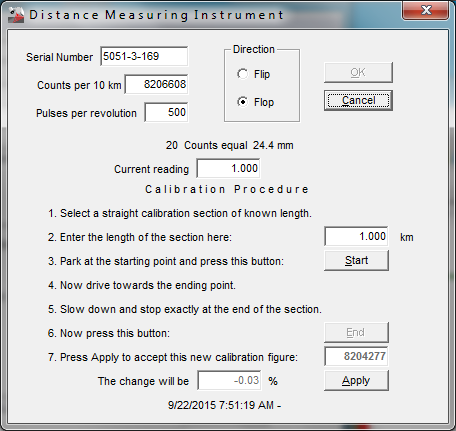 Distance Measuring Instrument
Serial Number 5051-3-169
Direction
Flip
Flop
OK
Cancel
Counts per 10 km 8206608
Pulses per revolution 500
20 Counts equal 24.4 mm
Current reading 1.000
Calibration Procedure
1. Select a straight calibration section of known length.
2. Enter the length of the section here: 1.000 km
3. Park at the starting point and press this button: Start
4. Now drive towards the ending point.
5. Slow down and stop exactly at the end of the section.
6. Now press this button: End
7. Press Apply to accept this new calibration figure: 8204277
The change will be -0.03 % Apply
9/22/2015 7:51:19 AM -